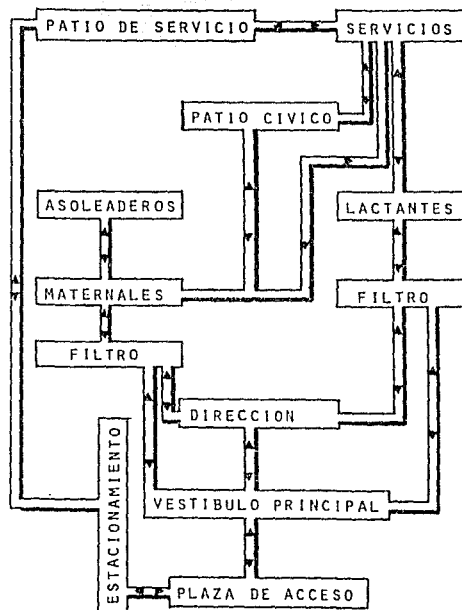 PATIO DE SERVICIO
SERVICIOS
PATIO CIVICO
ASOLEADEROS
LACTANTES
MATERNALES
FILTRO
FILTRO
DIRECCION
ESTACIONAMIENTO
VESTIBULO PRINCIPAL
PLAZA DE ACCESO